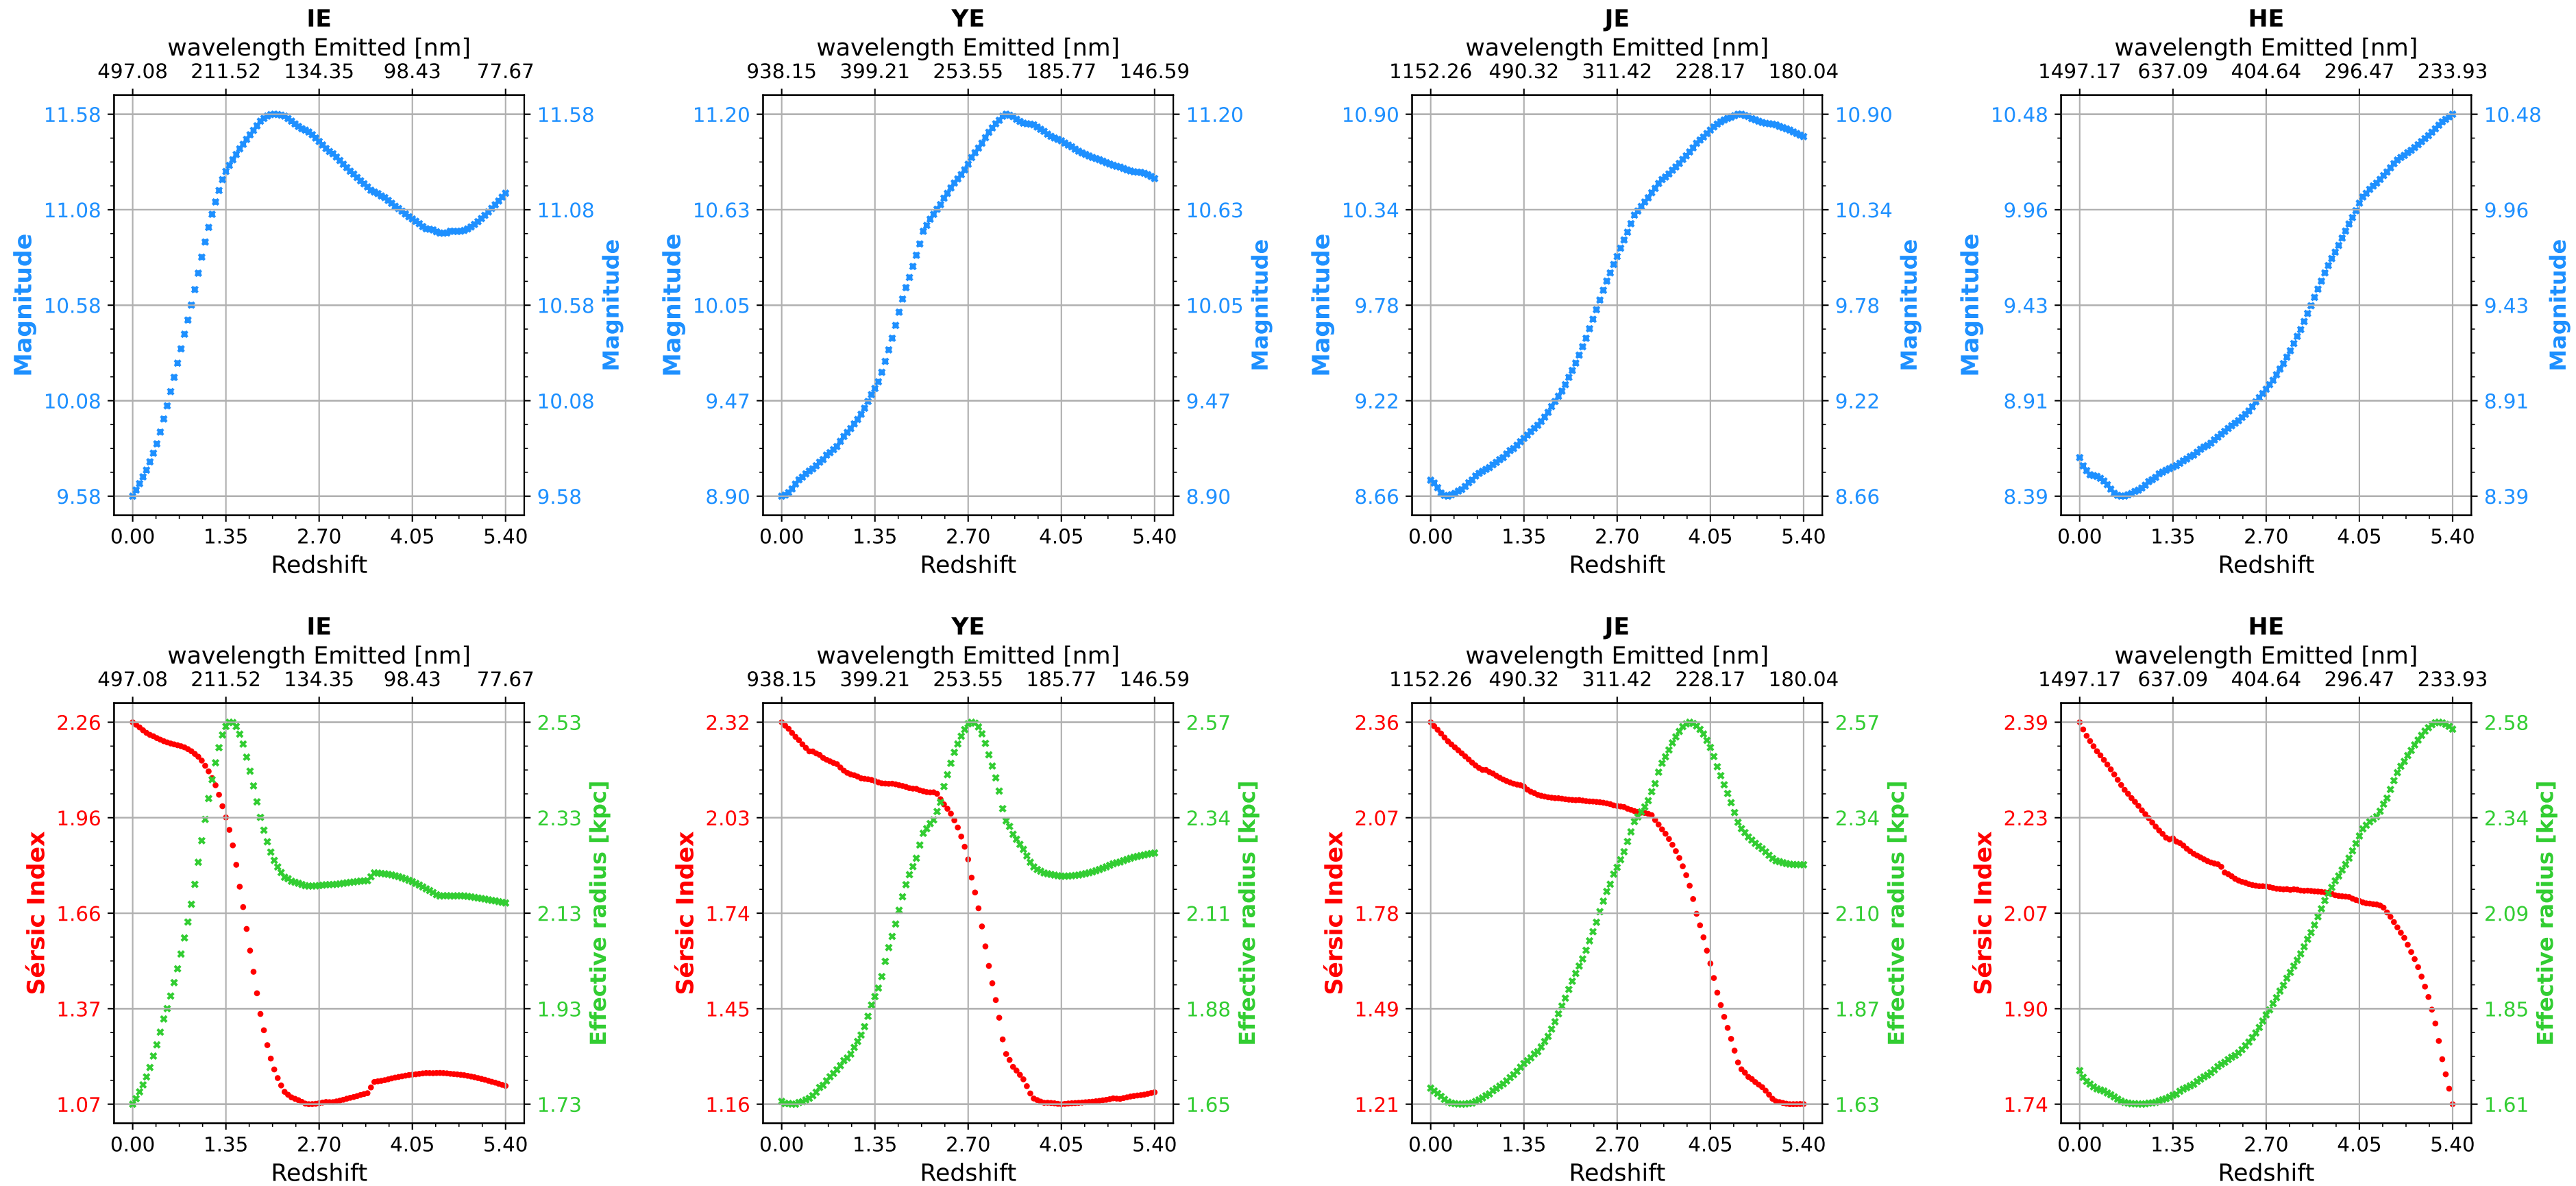 IE
wavelength Emitted [nm]
497.08 211.52 134.35 98.43 77.67
11.58 11.58
11.08 11.08
10.58 10.58
10.08 10.08
9.58 9.58
Magnitude
Magnitude
0.00 1.35 2.70 4.05 5.40
Redshift
YE
wavelength Emitted [nm]
938.15 399.21 253.55 185.77 146.59
11.20 11.20
10.63 10.63
10.05 10.05
9.47 9.47
8.90 8.90
Magnitude
Magnitude
0.00 1.35 2.70 4.05 5.40
Redshift
JE
wavelength Emitted [nm]
1152.26 490.32 311.42 228.17 180.04
10.90 10.90
10.34 10.34
9.78 9.78
9.22 9.22
8.66 8.66
Magnitude
Magnitude
0.00 1.35 2.70 4.05 5.40
Redshift
HE
wavelength Emitted [nm]
1497.17 637.09 404.64 296.47 233.93
10.48 10.48
9.96 9.96
9.43 9.43
8.91 8.91
8.39 8.39
Magnitude
Magnitude
0.00 1.35 2.70 4.05 5.40
Redshift
IE
wavelength Emitted [nm]
497.08 211.52 134.35 98.43 77.67
2.26 2.53
1.96 2.33
1.66 2.13
1.37 1.93
1.07 1.73
Sérsic Index
Effective radius [kpc]
0.00 1.35 2.70 4.05 5.40
Redshift
YE
wavelength Emitted [nm]
938.15 399.21 253.55 185.77 146.59
2.32 2.57
2.03 2.34
1.74 2.11
1.45 1.88
1.16 1.65
Sérsic Index
Effective radius [kpc]
0.00 1.35 2.70 4.05 5.40
Redshift
JE
wavelength Emitted [nm]
1152.26 490.32 311.42 228.17 180.04
2.36 2.57
2.07 2.34
1.78 2.10
1.49 1.87
1.21 1.63
Sérsic Index
Effective radius [kpc]
0.00 1.35 2.70 4.05 5.40
Redshift
HE
wavelength Emitted [nm]
1497.17 637.09 404.64 296.47 233.93
2.39 2.58
2.23 2.34
2.07 2.09
1.90 1.85
1.74 1.61
Sérsic Index
Effective radius [kpc]
0.00 1.35 2.70 4.05 5.40
Redshift